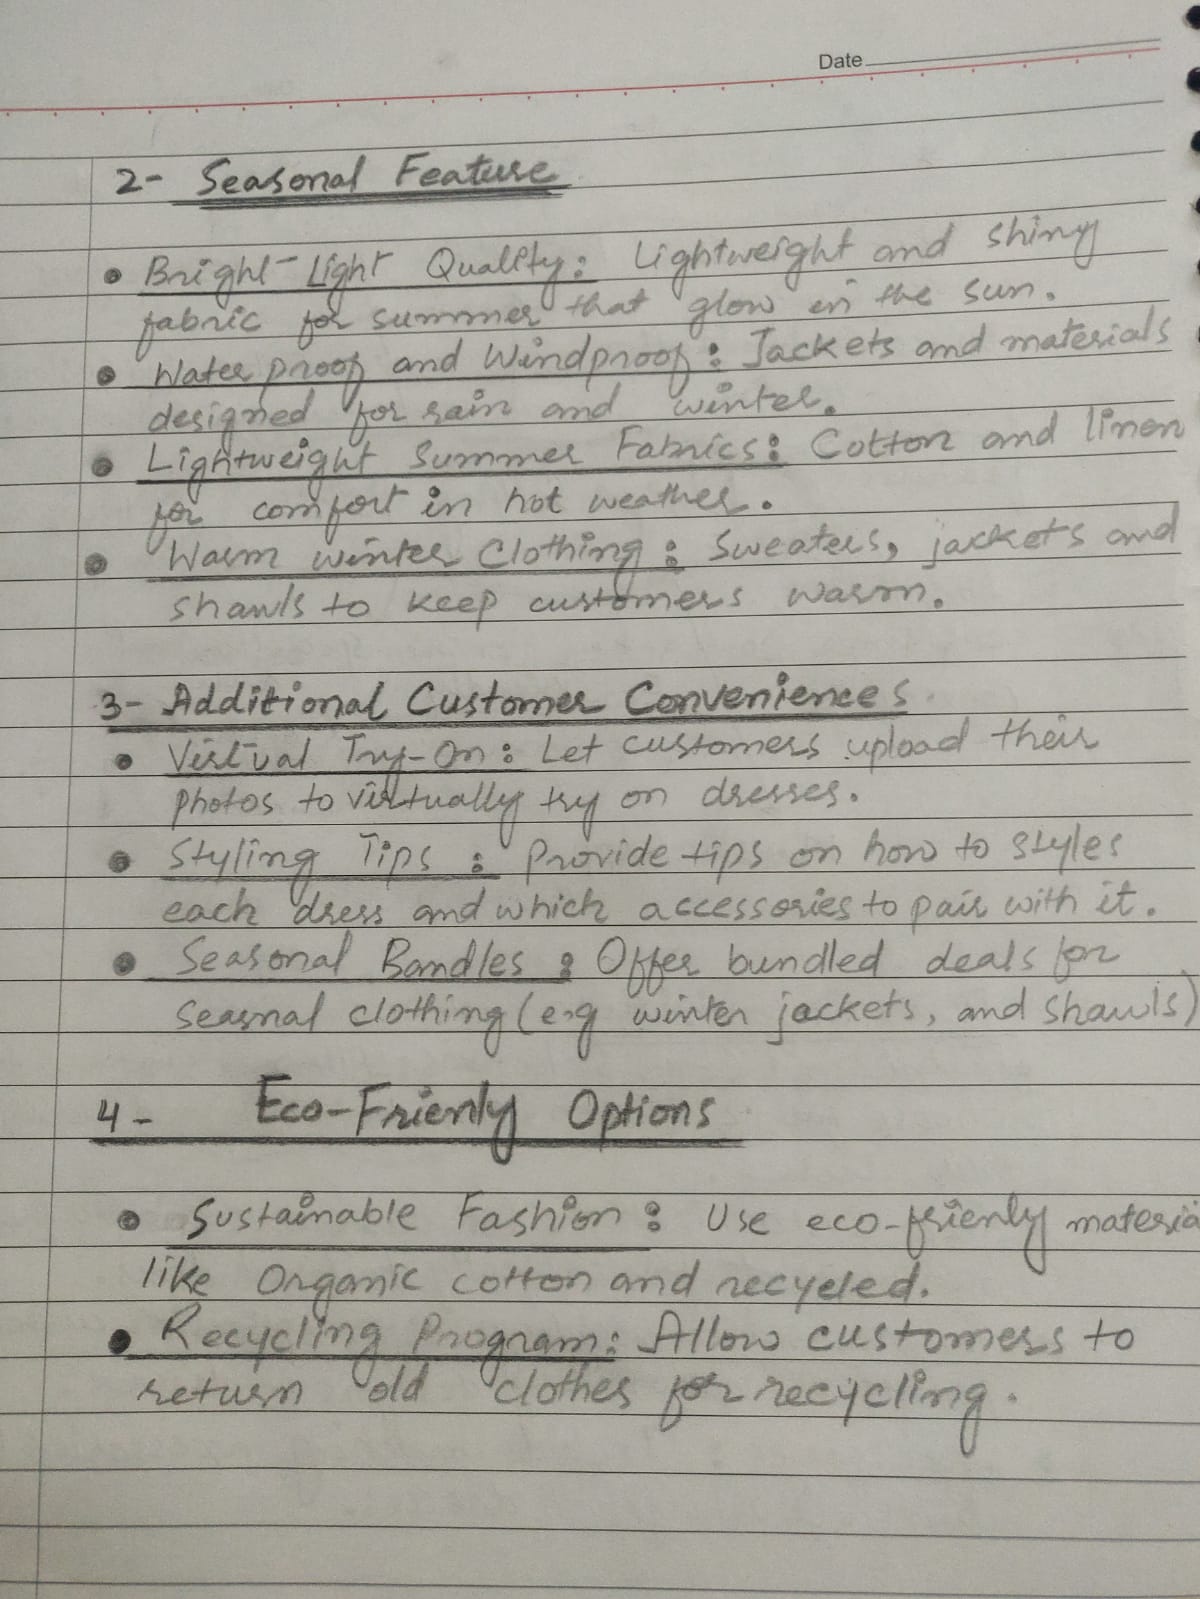 Date
2- Seasonal Feature
• Bright-Light Quality: Lightweight and shiny
fabric for summer that glow in the sun.
• Waterproof and Windproof: Jackets and materials
designed for rain and winter.
• Lightweight Summer Fabrics: Cotton and linen
for comfort in hot weather.
• Warm winter Clothing: Sweaters, jackets and
shawls to keep customers warm.
3- Additional Customer Conveniences
• Virtual Try-On: Let customers upload their
photos to virtually try on dresses.
• Styling Tips: Provide tips on how to styles
each dress and which accessories to pair with it.
• Seasonal Bandles: Offer bundled deals for
Seasnal clothing (e.g winter jackets, and shawls)
4- Eco-Frienly Options
• Sustainable Fashion: Use eco-frienly materia
like Organic cotton and recycled.
• Recycling Program: Allow customers to
return old clothes for recycling.